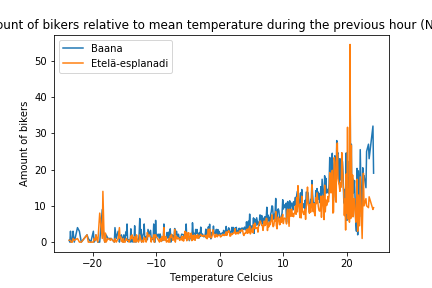 ount of bikers relative to mean temperature during the previous hour (N
Baana
Etelä-esplanadi
50
40
30
20
10
0
Amount of bikers
−20
−10
0
10
20
Temperature Celcius